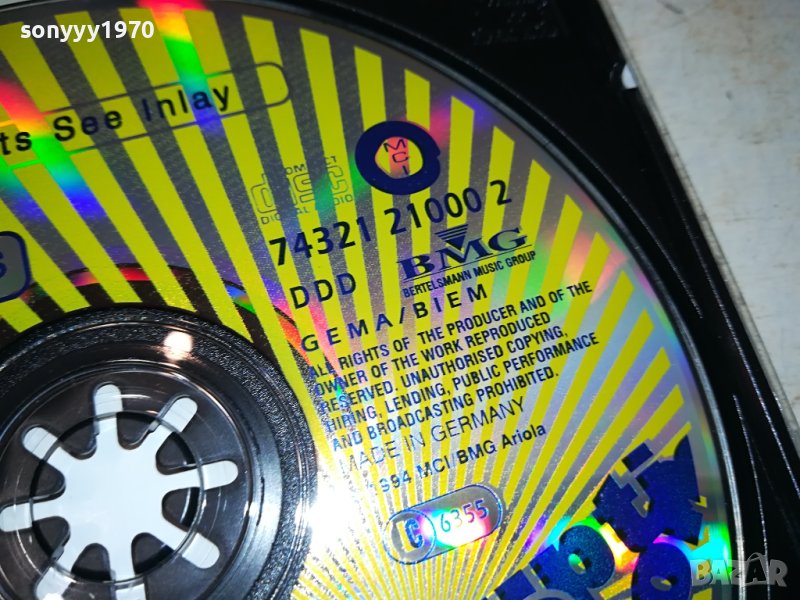 sonyyy1970
ts See Inlay
MCI
COMPACT
disc
DIGITAL AUDIO
74321 21000 2
DDD
BMG
BERTELSMANN MUSIC GROUP
GEMA/BIEM
ALL RIGHTS OF THE PRODUCER AND OF THE
OWNER OF THE WORK REPRODUCED
RESERVED. UNAUTHORISED COPYING,
HIRING, LENDING, PUBLIC PERFORMANCE
AND BROADCASTING PROHIBITED.
MADE IN GERMANY
994 MCI/BMG Ariola
LC 6355
BAZAR